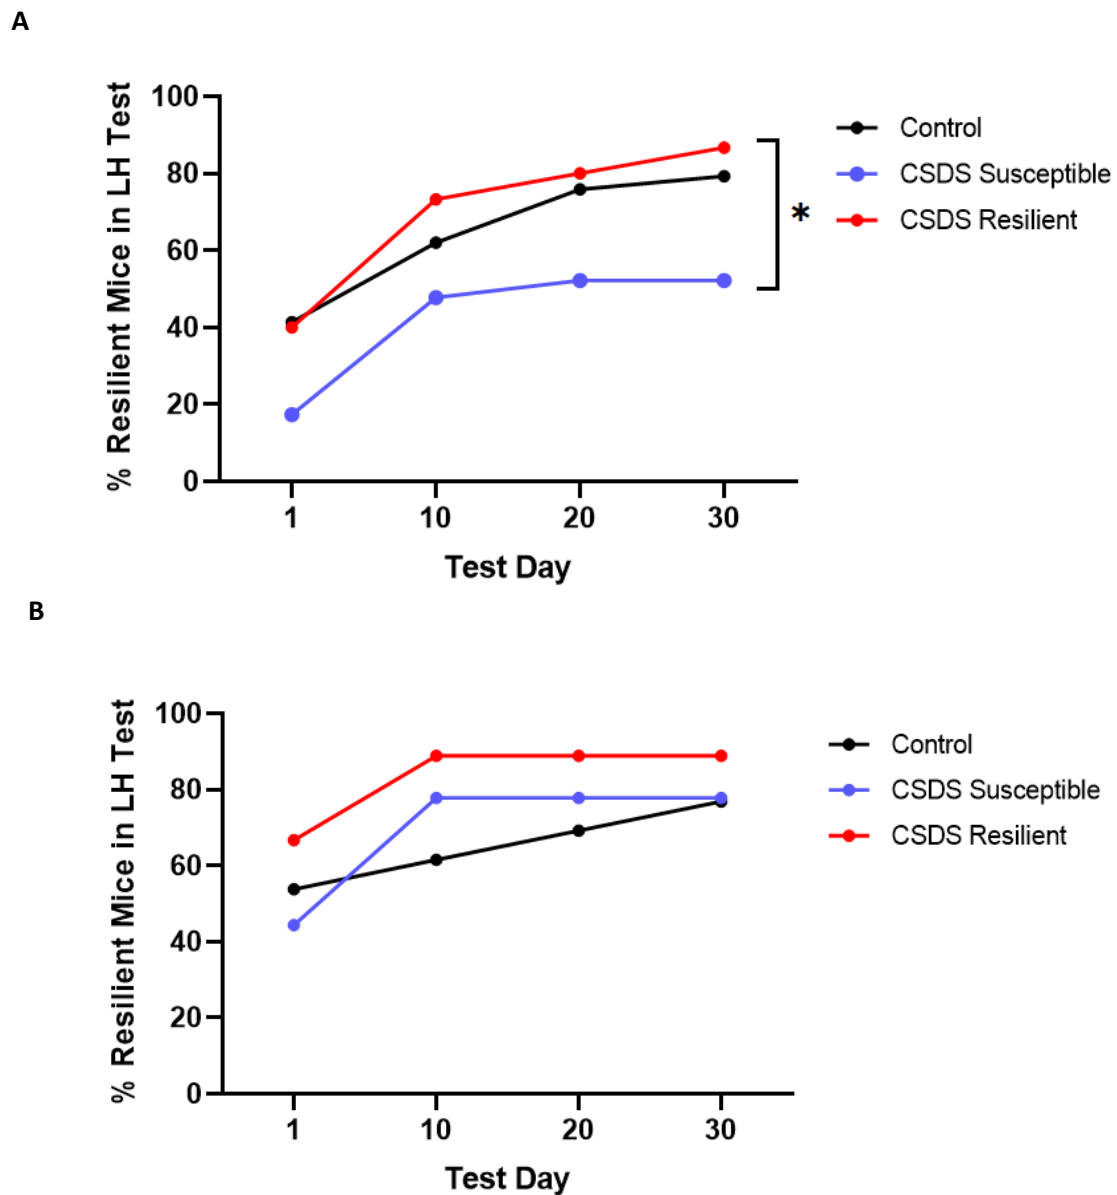 A
% Resilient Mice in LH Test
100
80
60
40
20
0
1 10 20 30
Test Day
Control
CSDS Susceptible
CSDS Resilient
*
B
% Resilient Mice in LH Test
100
80
60
40
20
0
1 10 20 30
Test Day
Control
CSDS Susceptible
CSDS Resilient